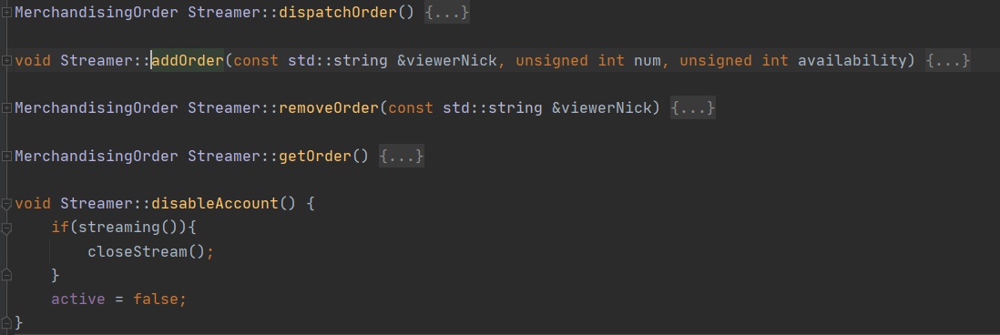 MerchandisingOrder Streamer::dispatchOrder() {...}
void Streamer::addOrder(const std::string &viewerNick, unsigned int num, unsigned int availability) {...}
MerchandisingOrder Streamer::removeOrder(const std::string &viewerNick) {...}
MerchandisingOrder Streamer::getOrder() {...}
void Streamer::disableAccount() {
    if(streaming()){
        closeStream();
    }
    active = false;
}